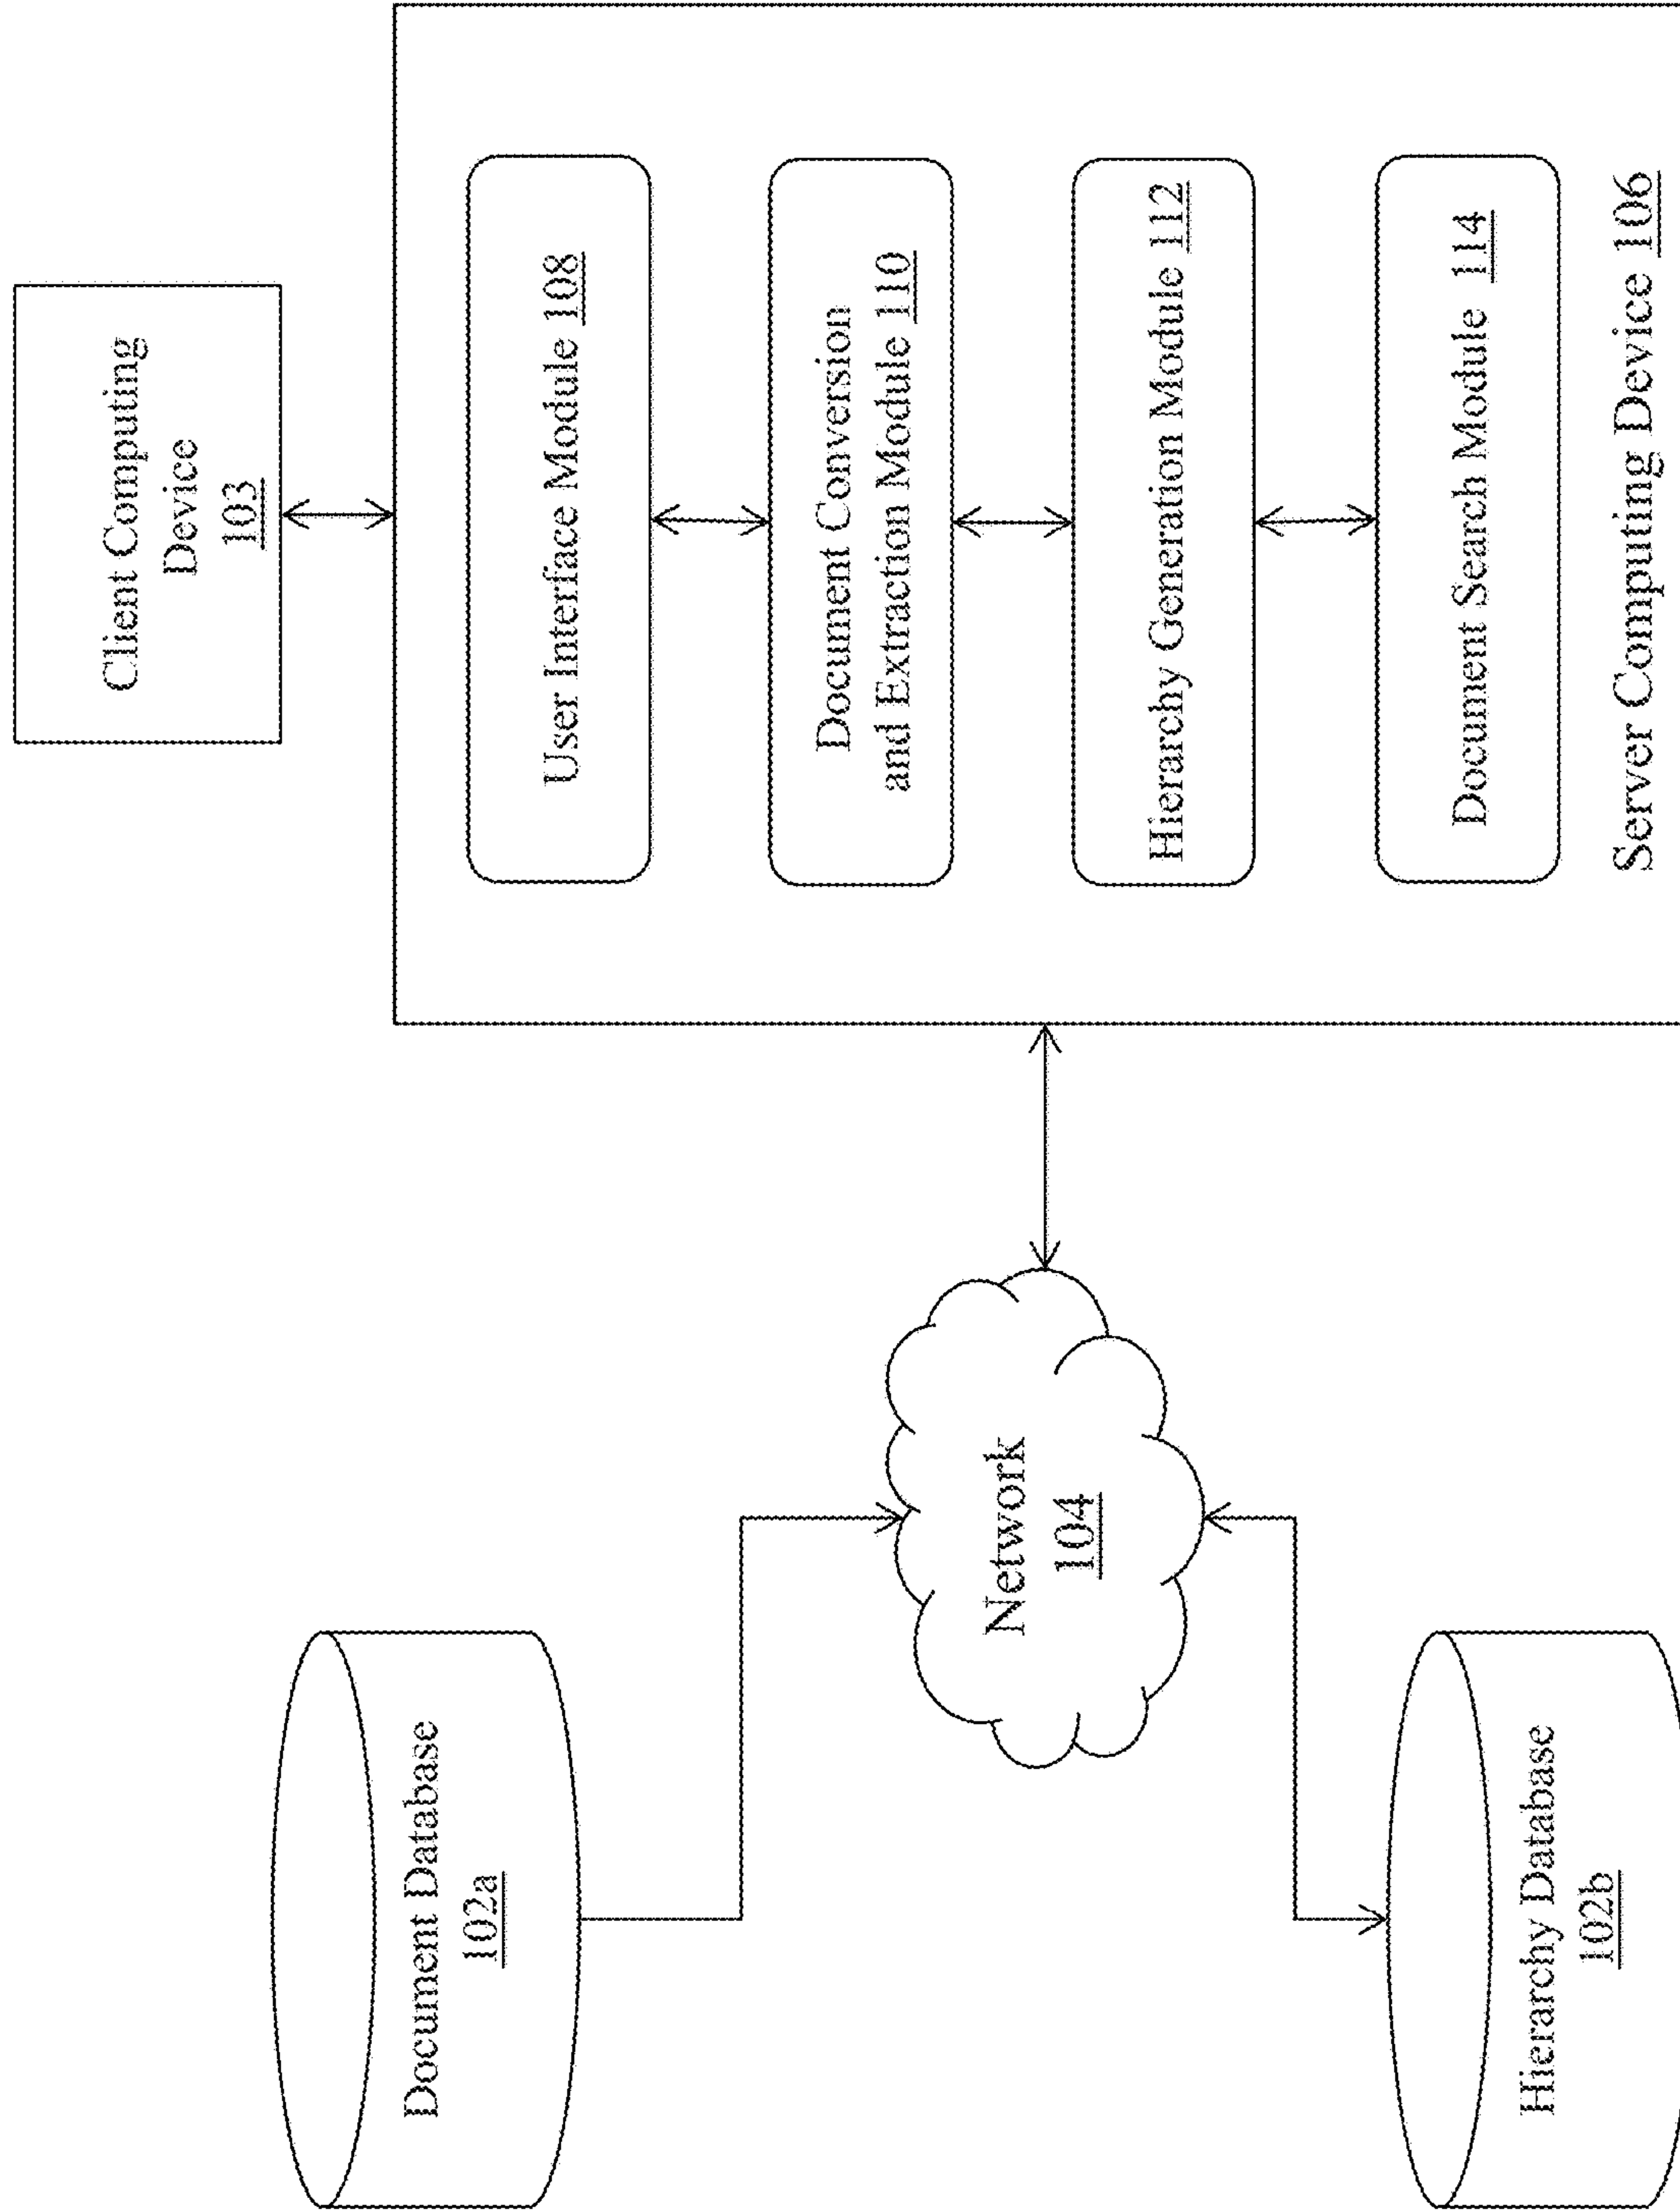 Document Database
102a
Hierarchy Database
102b
Network
104
Client Computing
Device
103
User Interface Module 108
Document Conversion
and Extraction Module 110
Hierarchy Generation Module 112
Document Search Module 114
Server Computing Device 106